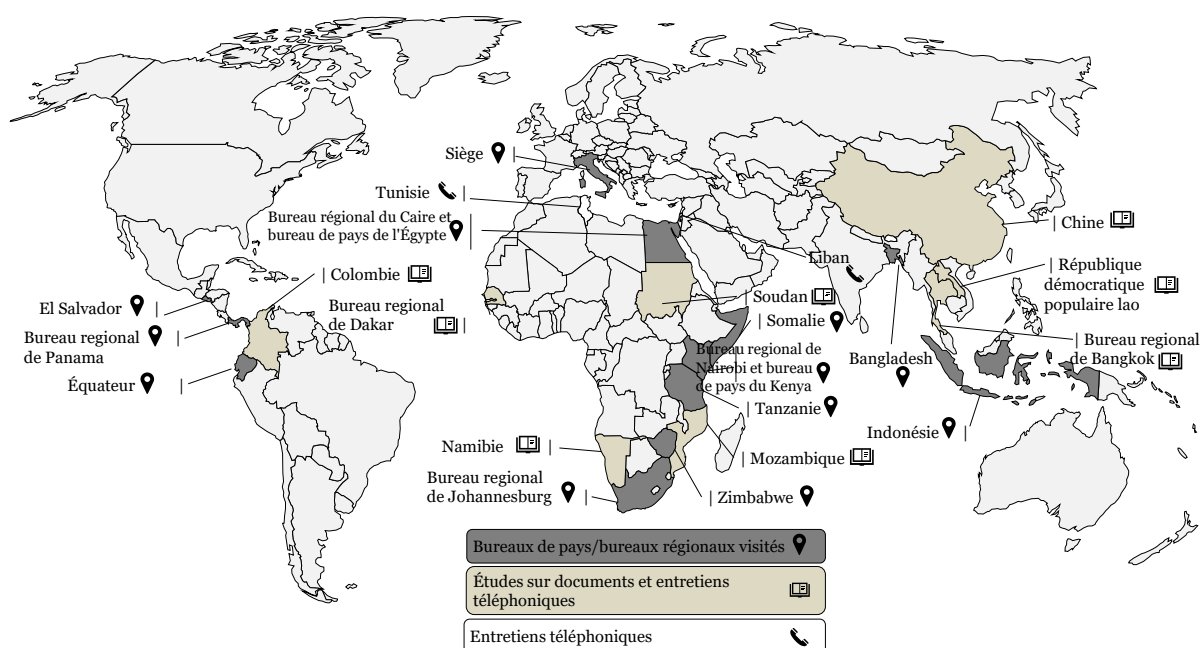 Siège
Tunisie
Bureau régional du Caire et
bureau de pays de l'Égypte
Liban
Chine
Colombie
République
démocratique
populaire lao
El Salvador
Bureau regional
de Dakar
Soudan
Somalie
Bureau regional
de Panama
Bureau regional de
Nairobi et bureau
de pays du Kenya
Bangladesh
Bureau regional
de Bangkok
Équateur
Tanzanie
Indonésie
Namibie
Mozambique
Bureau regional
de Johannesburg
Zimbabwe
Bureaux de pays/bureaux régionaux visités
Études sur documents et entretiens
téléphoniques
Entretiens téléphoniques